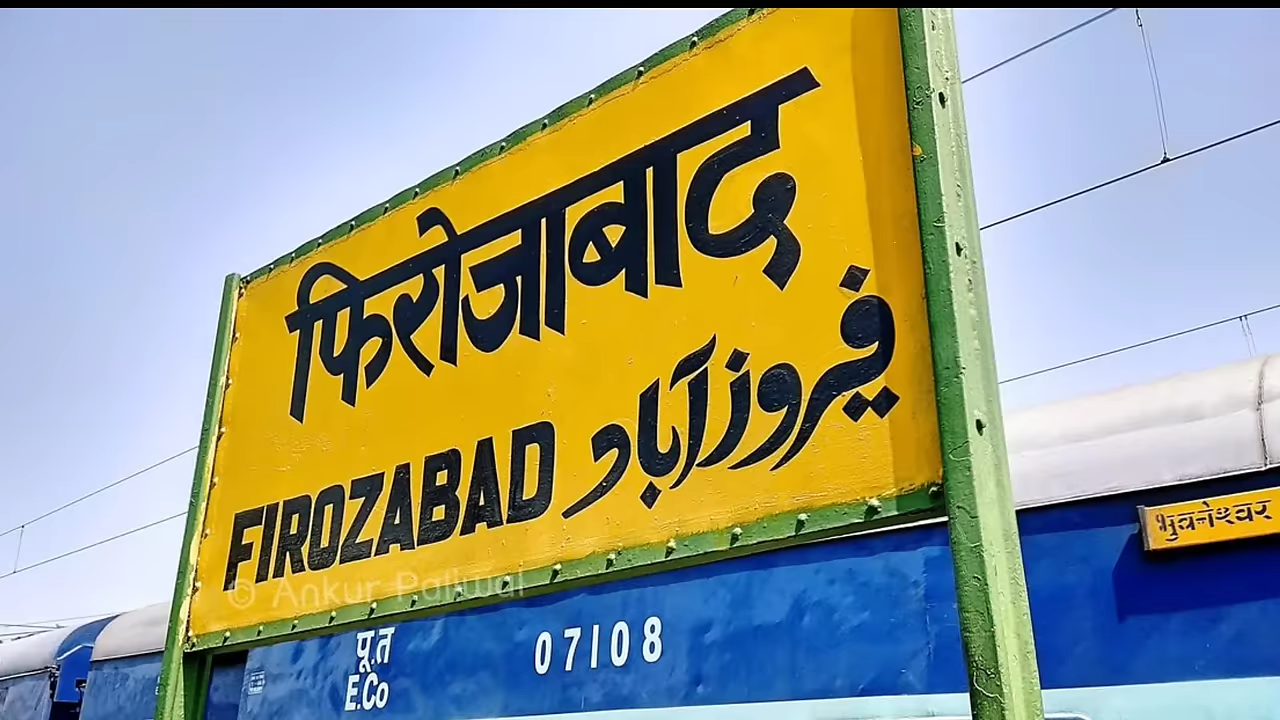 फिरोजाबाद
FIROZABAD فیروزآباد
© Ankur Paliwal
भुवनेश्वर
पू.त 07108
E.Co